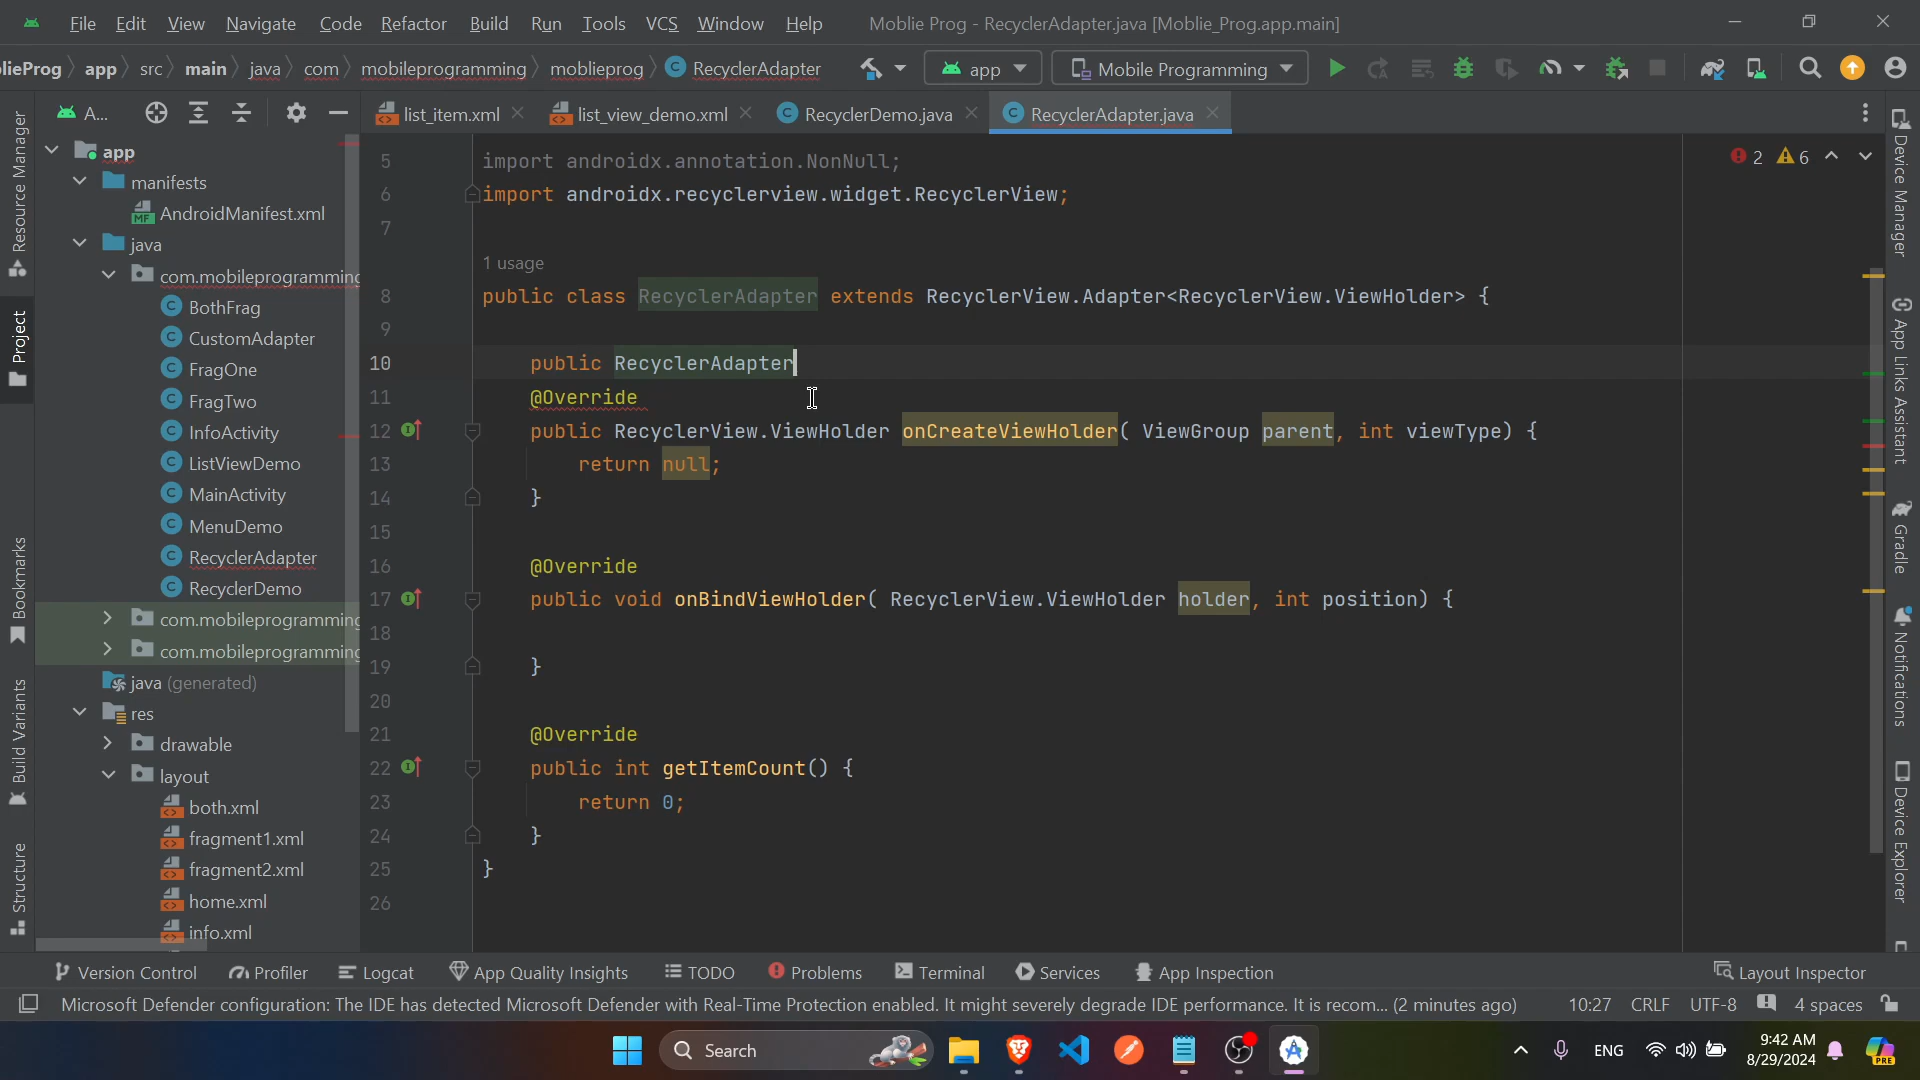 File Edit View Navigate Code Refactor Build Run Tools VCS Window Help Moblie Prog - RecyclerAdapter.java [Moblie_Prog.app.main]
lieProg app src main java com mobileprogramming moblieprog RecyclerAdapter app Mobile Programming
A... list_item.xml list_view_demo.xml RecyclerDemo.java RecyclerAdapter.java
Resource Manager
Project
Bookmarks
Build Variants
Structure
app
manifests
AndroidManifest.xml
java
com.mobileprogramming
BothFrag
CustomAdapter
FragOne
FragTwo
InfoActivity
ListViewDemo
MainActivity
MenuDemo
RecyclerAdapter
RecyclerDemo
com.mobileprogramming
com.mobileprogramming
java (generated)
res
drawable
layout
both.xml
fragment1.xml
fragment2.xml
home.xml
info.xml
2 6
5 import androidx.annotation.NonNull;
6 import androidx.recyclerview.widget.RecyclerView;
7
1 usage
8 public class RecyclerAdapter extends RecyclerView.Adapter<RecyclerView.ViewHolder> {
9
10 public RecyclerAdapter
11 @Override
12 public RecyclerView.ViewHolder onCreateViewHolder( ViewGroup parent, int viewType) {
13 return null;
14 }
15
16 @Override
17 public void onBindViewHolder( RecyclerView.ViewHolder holder, int position) {
18
19 }
20
21 @Override
22 public int getItemCount() {
23 return 0;
24 }
25 }
26
Device Manager
App Links Assistant
Gradle
Notifications
Device Explorer
Version Control Profiler Logcat App Quality Insights TODO Problems Terminal Services App Inspection Layout Inspector
Microsoft Defender configuration: The IDE has detected Microsoft Defender with Real-Time Protection enabled. It might severely degrade IDE performance. It is recom... (2 minutes ago) 10:27 CRLF UTF-8 4 spaces
Search ENG 9:42 AM
8/29/2024
PRE